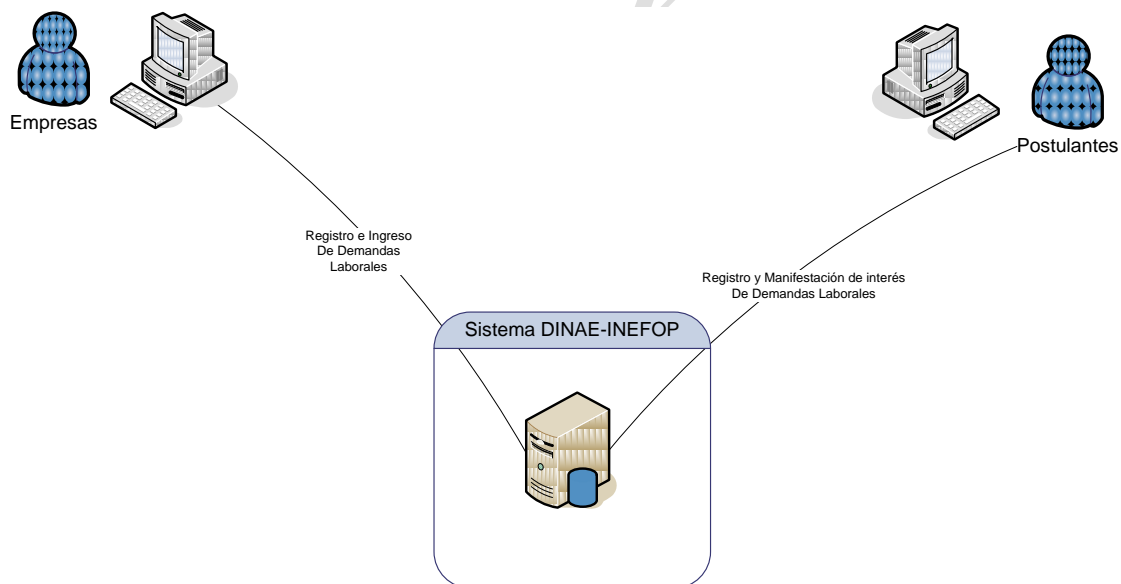 Empresas
Postulantes
Registro e Ingreso
De Demandas
Laborales
Registro y Manifestación de interés
De Demandas Laborales
Sistema DINAE-INEFOP